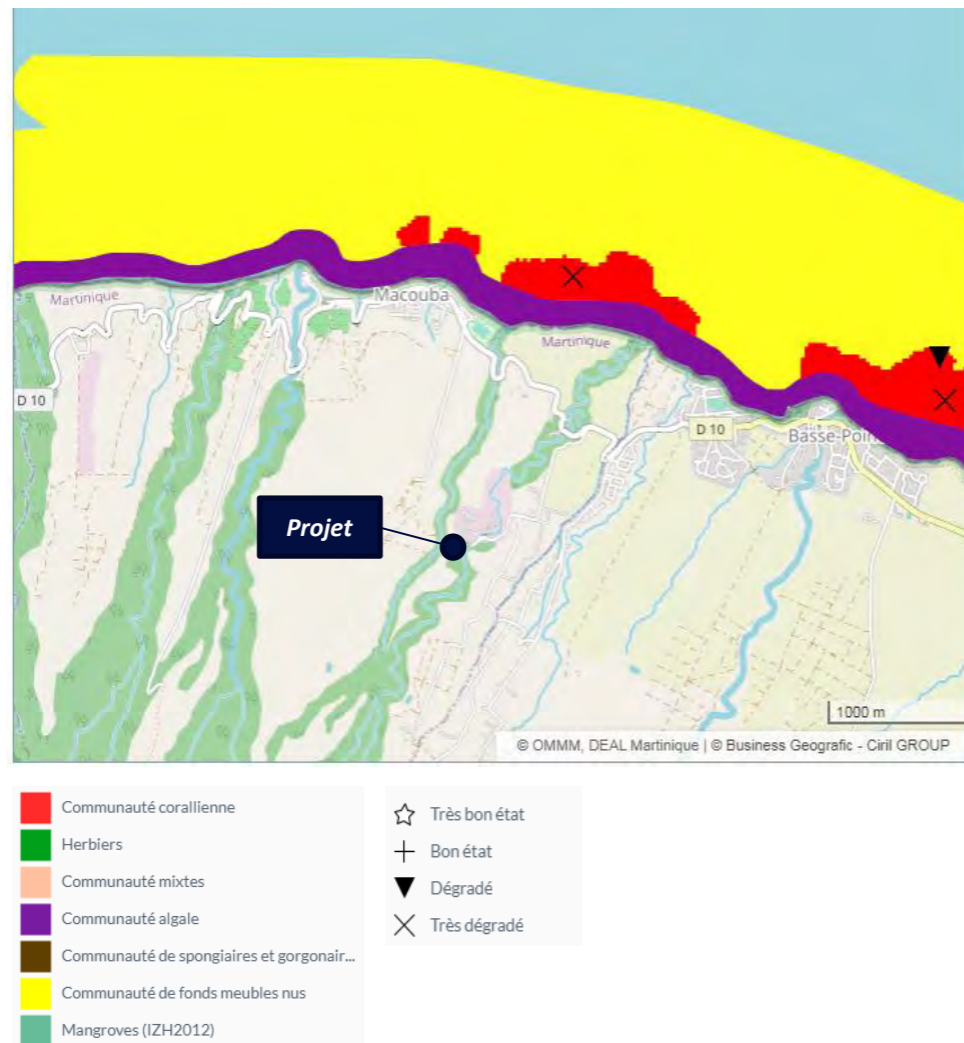 Martinique
Macouba
Martinique
D 10
D 10
Basse-Poin
Projet
1000 m
© OMMM, DEAL Martinique | © Business Geografic - Ciril GROUP
Communauté corallienne
Herbiers
Communauté mixtes
Communauté algale
Communauté de spongiaires et gorgonair...
Communauté de fonds meubles nus
Mangroves (IZH2012)
Très bon état
Bon état
Dégradé
Très dégradé